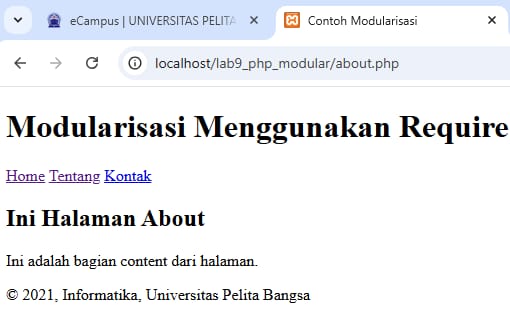 eCampus | UNIVERSITAS PELITA
Contoh Modularisasi
localhost/lab9_php_modular/about.php
Modularisasi Menggunakan Require
Home Tentang Kontak
Ini Halaman About
Ini adalah bagian content dari halaman.
© 2021, Informatika, Universitas Pelita Bangsa